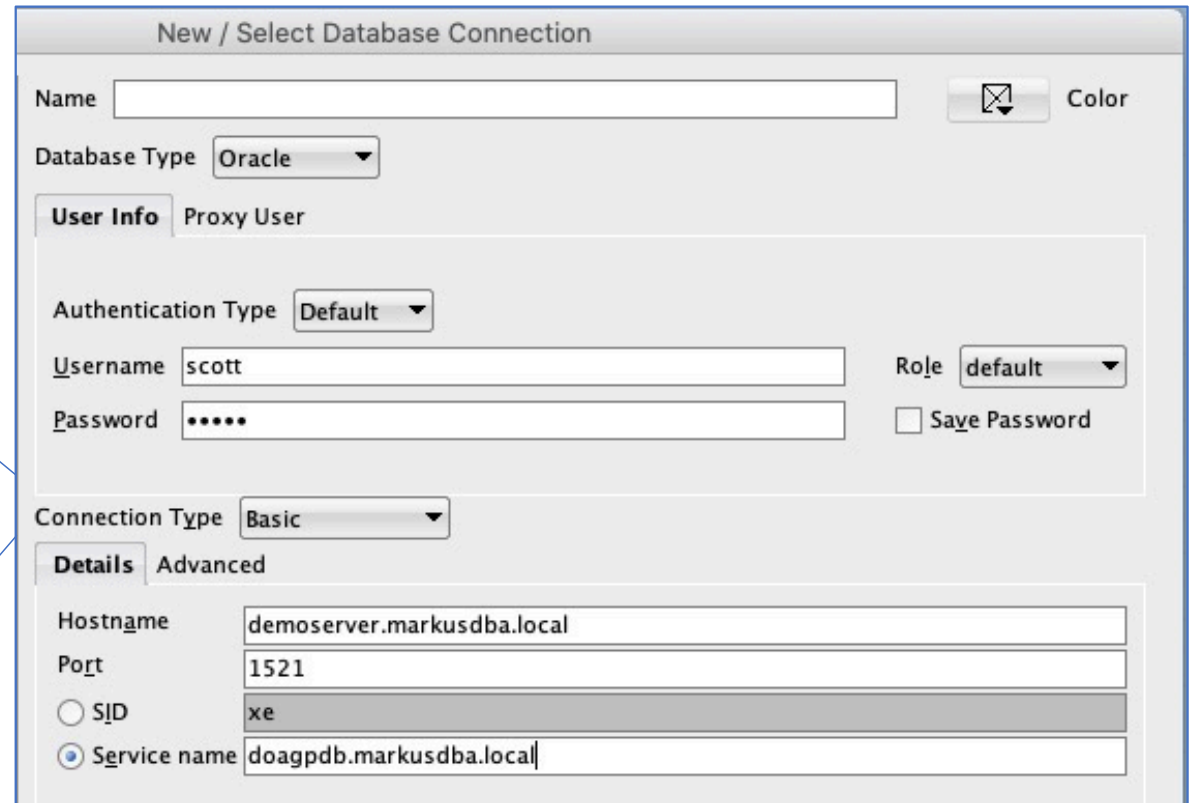 New / Select Database Connection
Name Color
Database Type Oracle
User Info Proxy User
Authentication Type Default
Username scott Role default
Password ••••• Save Password
Connection Type Basic
Details Advanced
Hostname demoserver.markusdba.local
Port 1521
SID xe
Service name doagpdb.markusdba.local